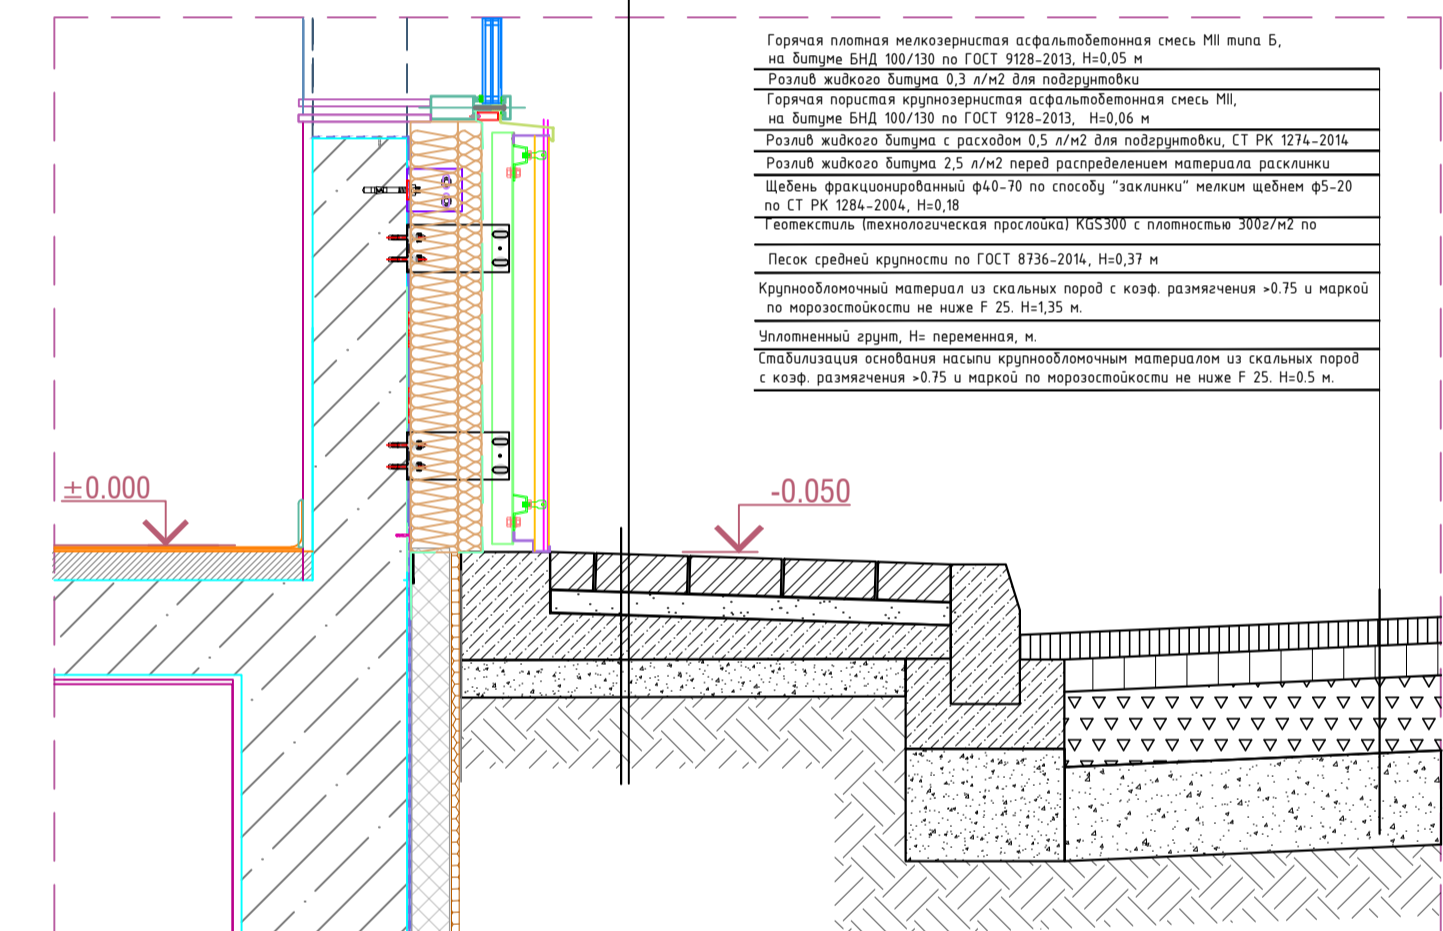 Горячая плотная мелкозернистая асфальтобетонная смесь МII типа Б,
на битуме БНД 100/130 по ГОСТ 9128-2013, H=0,05 м
Розлив жидкого битума 0,3 л/м2 для подгрунтовки
Горячая пористая крупнозернистая асфальтобетонная смесь МII,
на битуме БНД 100/130 по ГОСТ 9128-2013, H=0,06 м
Розлив жидкого битума с расходом 0,5 л/м2 для подгрунтовки, СТ РК 1274-2014
Розлив жидкого битума 2,5 л/м2 перед распределением материала расклинки
Щебень фракционированный ф40-70 по способу "заклинки" мелким щебнем ф5-20
по СТ РК 1284-2004, H=0,18
Геотекстиль (технологическая прослойка) KGS300 с плотностью 300г/м2 по
Песок средней крупности по ГОСТ 8736-2014, H=0,37 м
Крупнообломочный материал из скальных пород с коэф. размягчения >0.75 и маркой
по морозостойкости не ниже F 25. H=1,35 м.
Уплотненный грунт, H= переменная, м.
Стабилизация основания насыпи крупнообломочным материалом из скальных пород
с коэф. размягчения >0.75 и маркой по морозостойкости не ниже F 25. H=0.5 м.
±0.000
-0.050